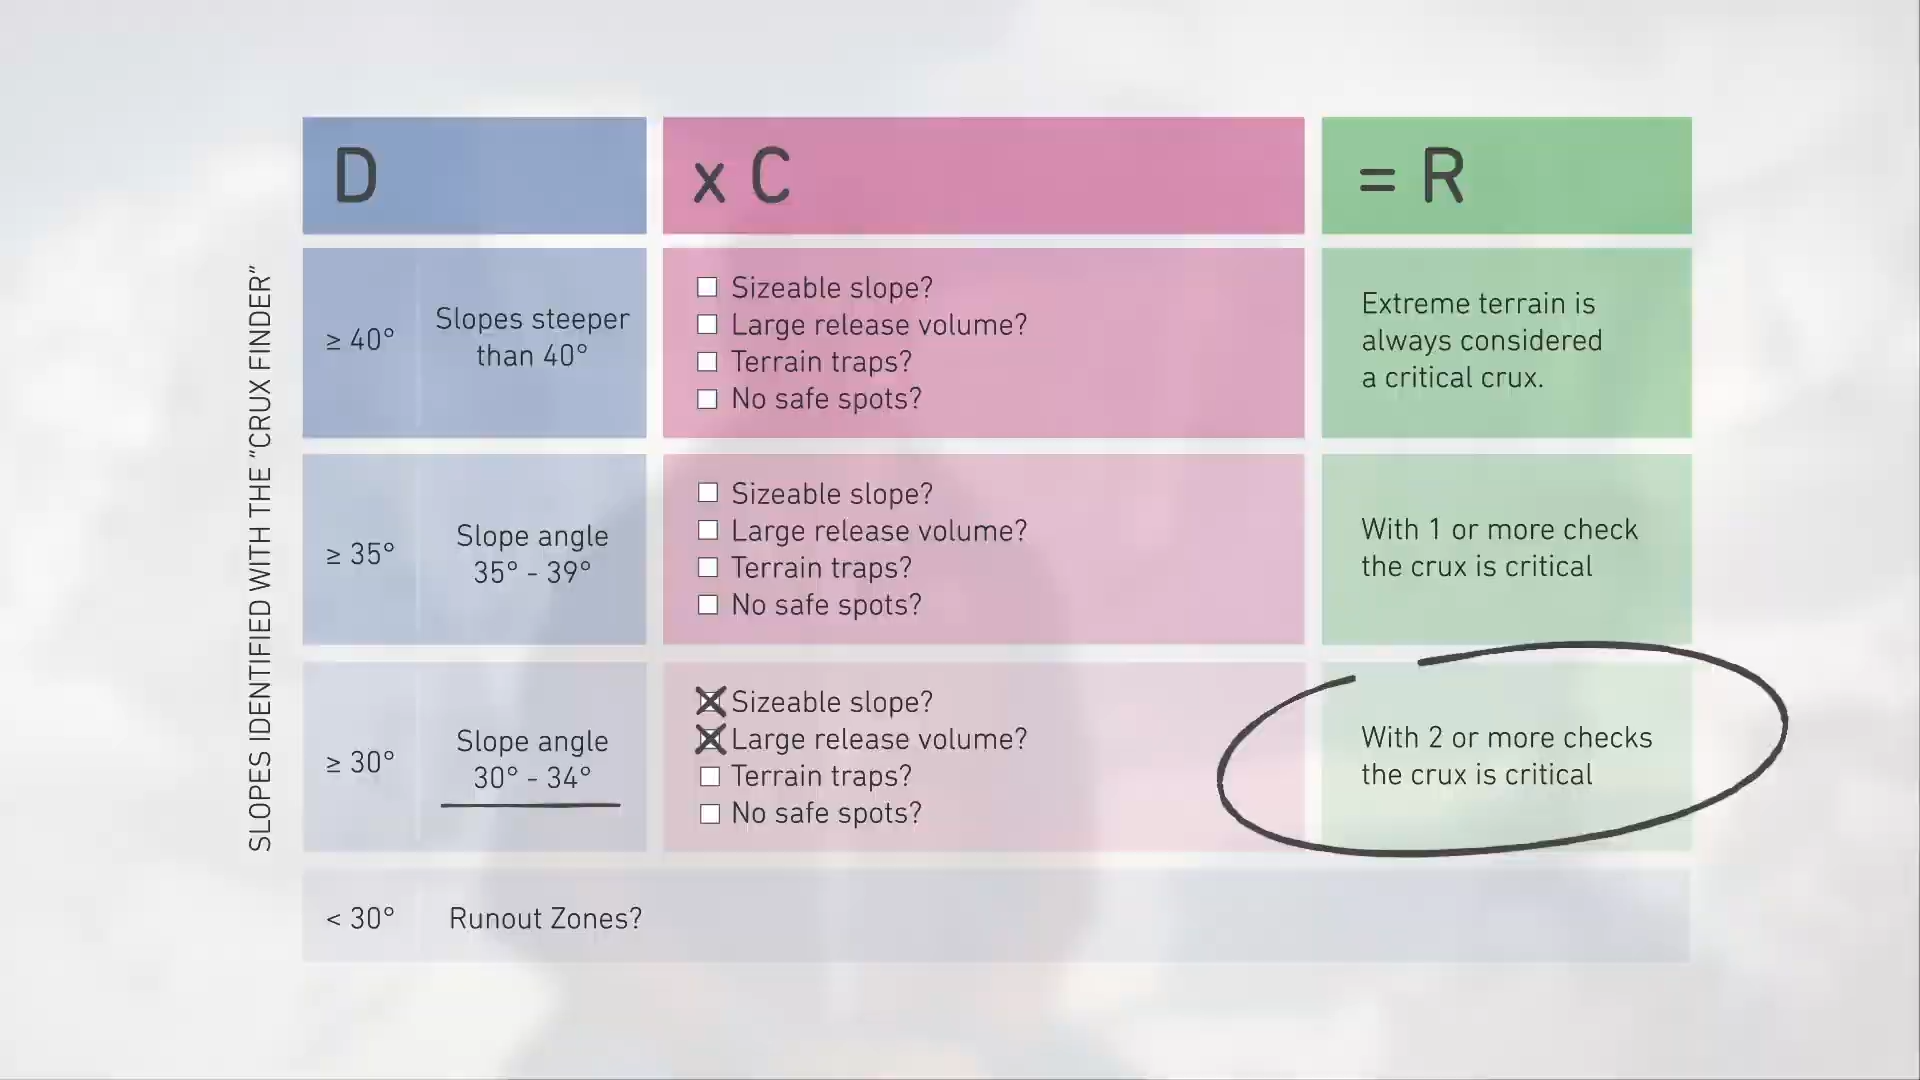 D
x C
= R
SLOPES IDENTIFIED WITH THE "CRUX FINDER"
≥ 40°
Slopes steeper
than 40°
Sizeable slope?
Large release volume?
Terrain traps?
No safe spots?
Extreme terrain is
always considered
a critical crux.
≥ 35°
Slope angle
35° - 39°
Sizeable slope?
Large release volume?
Terrain traps?
No safe spots?
With 1 or more check
the crux is critical
≥ 30°
Slope angle
30° - 34°
Sizeable slope?
Large release volume?
Terrain traps?
No safe spots?
With 2 or more checks
the crux is critical
< 30°
Runout Zones?